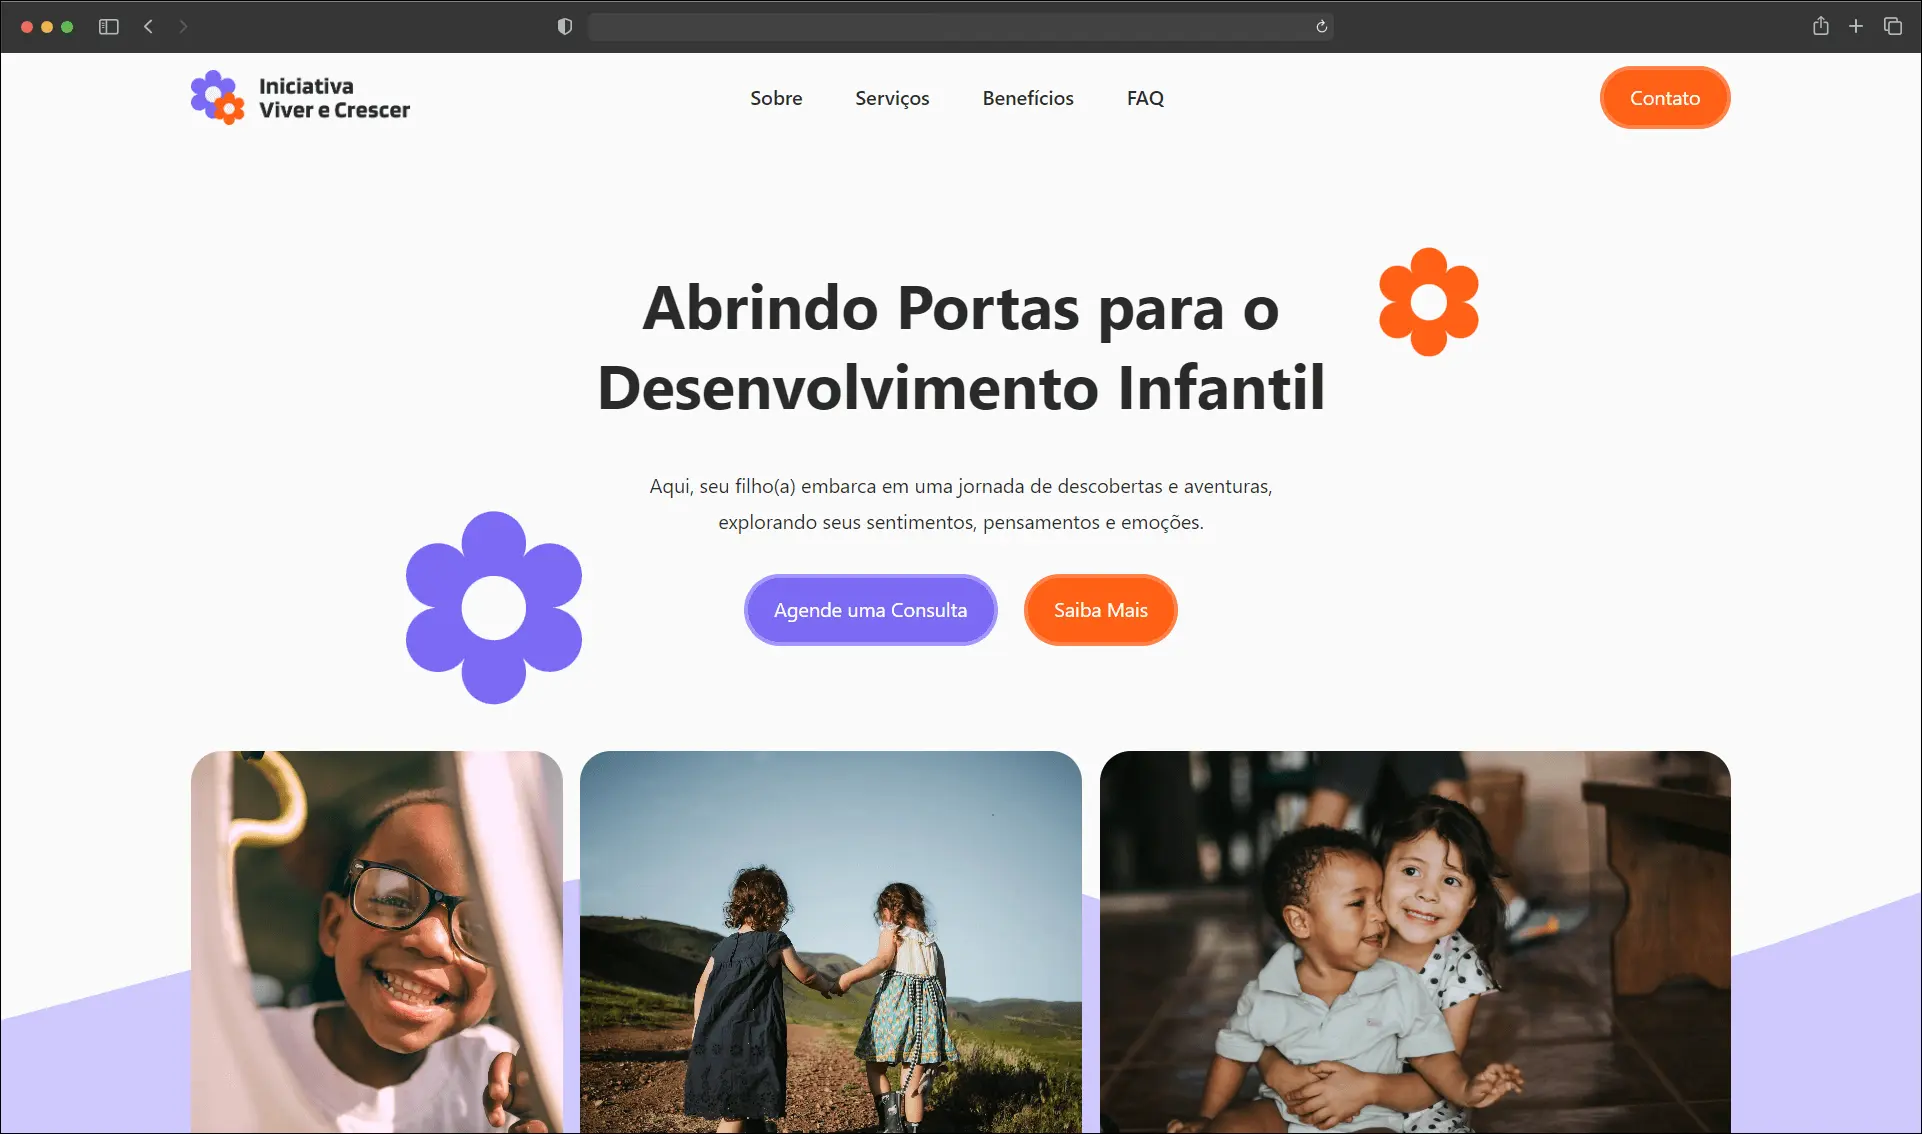 Iniciativa
Viver e Crescer
Sobre
Serviços
Benefícios
FAQ
Contato
Abrindo Portas para o
Desenvolvimento Infantil
Aqui, seu filho(a) embarca em uma jornada de descobertas e aventuras,
explorando seus sentimentos, pensamentos e emoções.
Agende uma Consulta
Saiba Mais